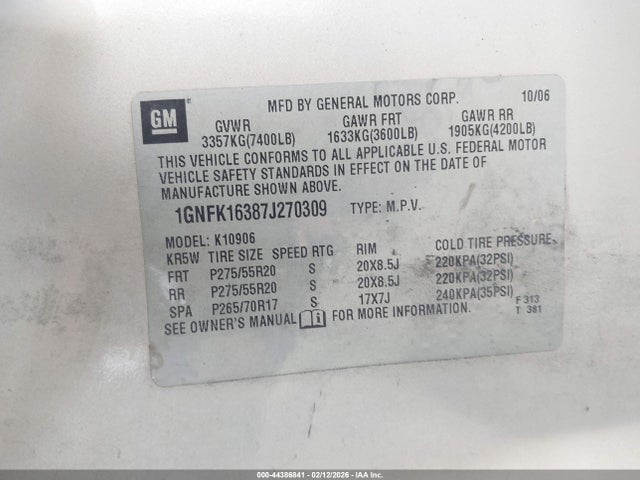 GM
MFD BY GENERAL MOTORS CORP. 10/06
GVWR GAWR FRT GAWR RR
3357KG(7400LB) 1633KG(3600LB) 1905KG(4200LB)
THIS VEHICLE CONFORMS TO ALL APPLICABLE U.S. FEDERAL MOTOR
VEHICLE SAFETY STANDARDS IN EFFECT ON THE DATE OF
MANUFACTURE SHOWN ABOVE.
1GNFK16387J270309 TYPE: M.P.V.
MODEL: K10906
KR5W TIRE SIZE SPEED RTG RIM COLD TIRE PRESSURE
FRT P275/55R20 S 20X8.5J 220KPA(32PSI)
RR P275/55R20 S 20X8.5J 220KPA(32PSI)
SPA P265/70R17 S 17X7J 240KPA(35PSI)
SEE OWNER'S MANUAL i FOR MORE INFORMATION.
F 313
T 381
000-44386841 - 02/12/2026 - IAA Inc.